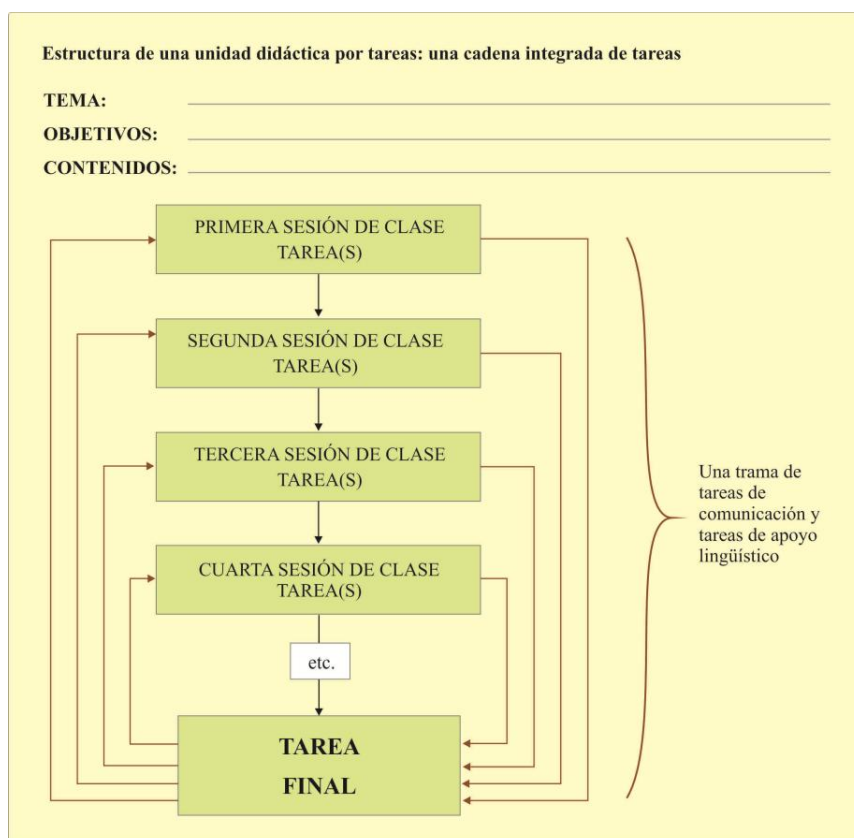 Estructura de una unidad didáctica por tareas: una cadena integrada de tareas
TEMA:
OBJETIVOS:
CONTENIDOS:
PRIMERA SESIÓN DE CLASE
TAREA(S)
SEGUNDA SESIÓN DE CLASE
TAREA(S)
TERCERA SESIÓN DE CLASE
TAREA(S)
CUARTA SESIÓN DE CLASE
TAREA(S)
etc.
TAREA
FINAL
Una trama de
tareas de
comunicación y
tareas de apoyo
lingüístico